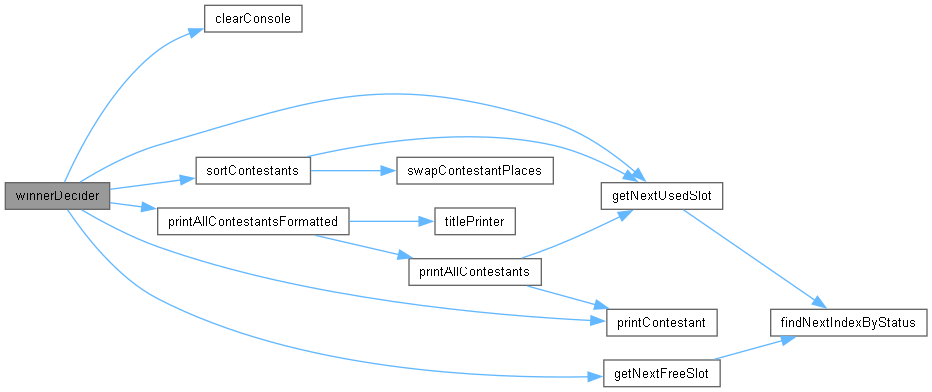 clearConsole
sortContestants
swapContestantPlaces
winnerDecider
getNextUsedSlot
printAllContestantsFormatted
titlePrinter
printAllContestants
printContestant
findNextIndexByStatus
getNextFreeSlot